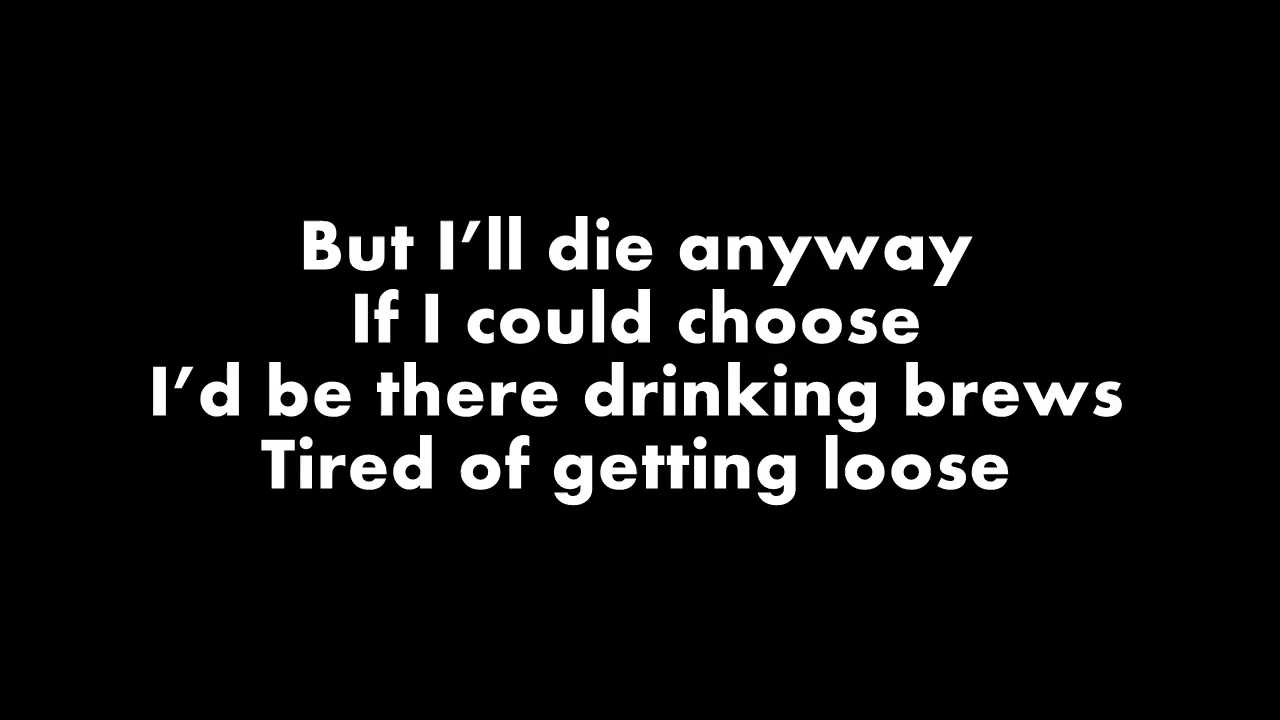 But I’ll die anyway
If I could choose
I’d be there drinking brews
Tired of getting loose